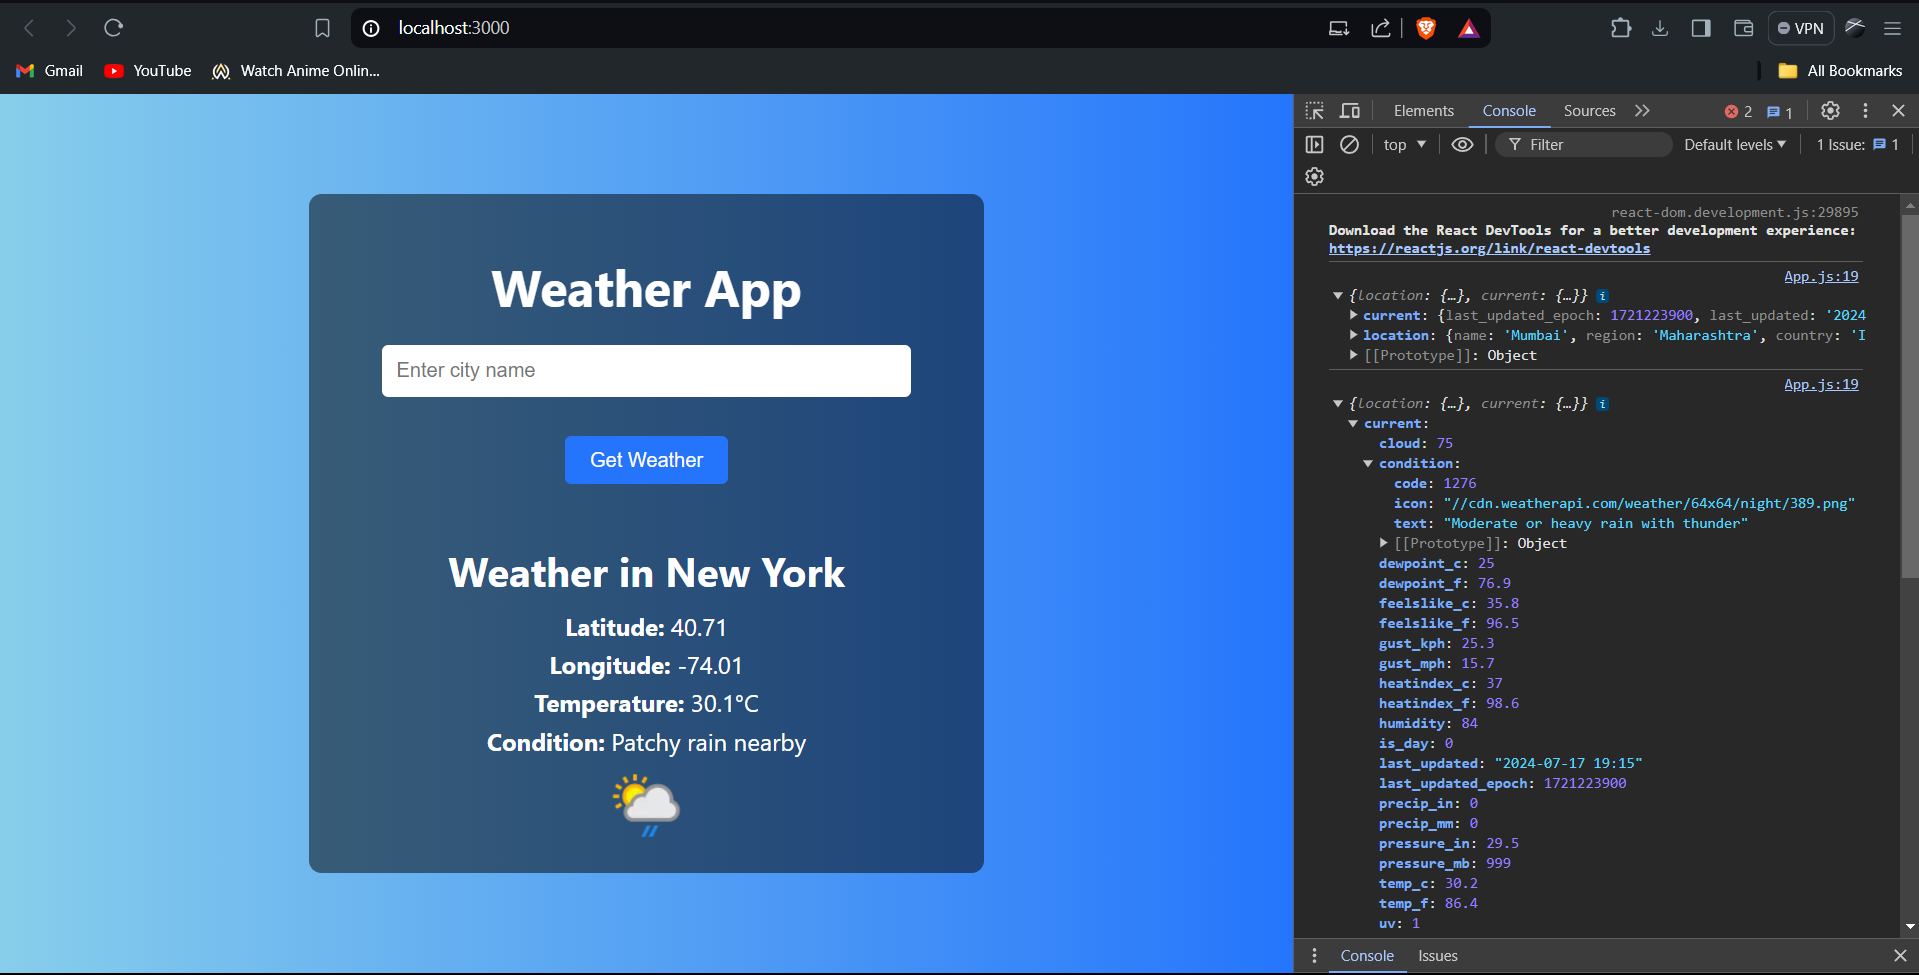 localhost:3000
VPN
Gmail
YouTube
Watch Anime Onlin...
All Bookmarks
Weather App
Enter city name
Get Weather
Weather in New York
Latitude: 40.71
Longitude: -74.01
Temperature: 30.1°C
Condition: Patchy rain nearby
Elements
Console
Sources
2
1
top
Filter
Default levels
1 Issue:
1
react-dom.development.js:29895
Download the React DevTools for a better development experience:
https://reactjs.org/link/react-devtools
App.js:19
{location: {…}, current: {…}} i
current: {last_updated_epoch: 1721223900, last_updated: '2024
location: {name: 'Mumbai', region: 'Maharashtra', country: 'I
[[Prototype]]: Object
App.js:19
{location: {…}, current: {…}} i
current:
cloud: 75
condition:
code: 1276
icon: "//cdn.weatherapi.com/weather/64x64/night/389.png"
text: "Moderate or heavy rain with thunder"
[[Prototype]]: Object
dewpoint_c: 25
dewpoint_f: 76.9
feelslike_c: 35.8
feelslike_f: 96.5
gust_kph: 25.3
gust_mph: 15.7
heatindex_c: 37
heatindex_f: 98.6
humidity: 84
is_day: 0
last_updated: "2024-07-17 19:15"
last_updated_epoch: 1721223900
precip_in: 0
precip_mm: 0
pressure_in: 29.5
pressure_mb: 999
temp_c: 30.2
temp_f: 86.4
uv: 1
Console
Issues